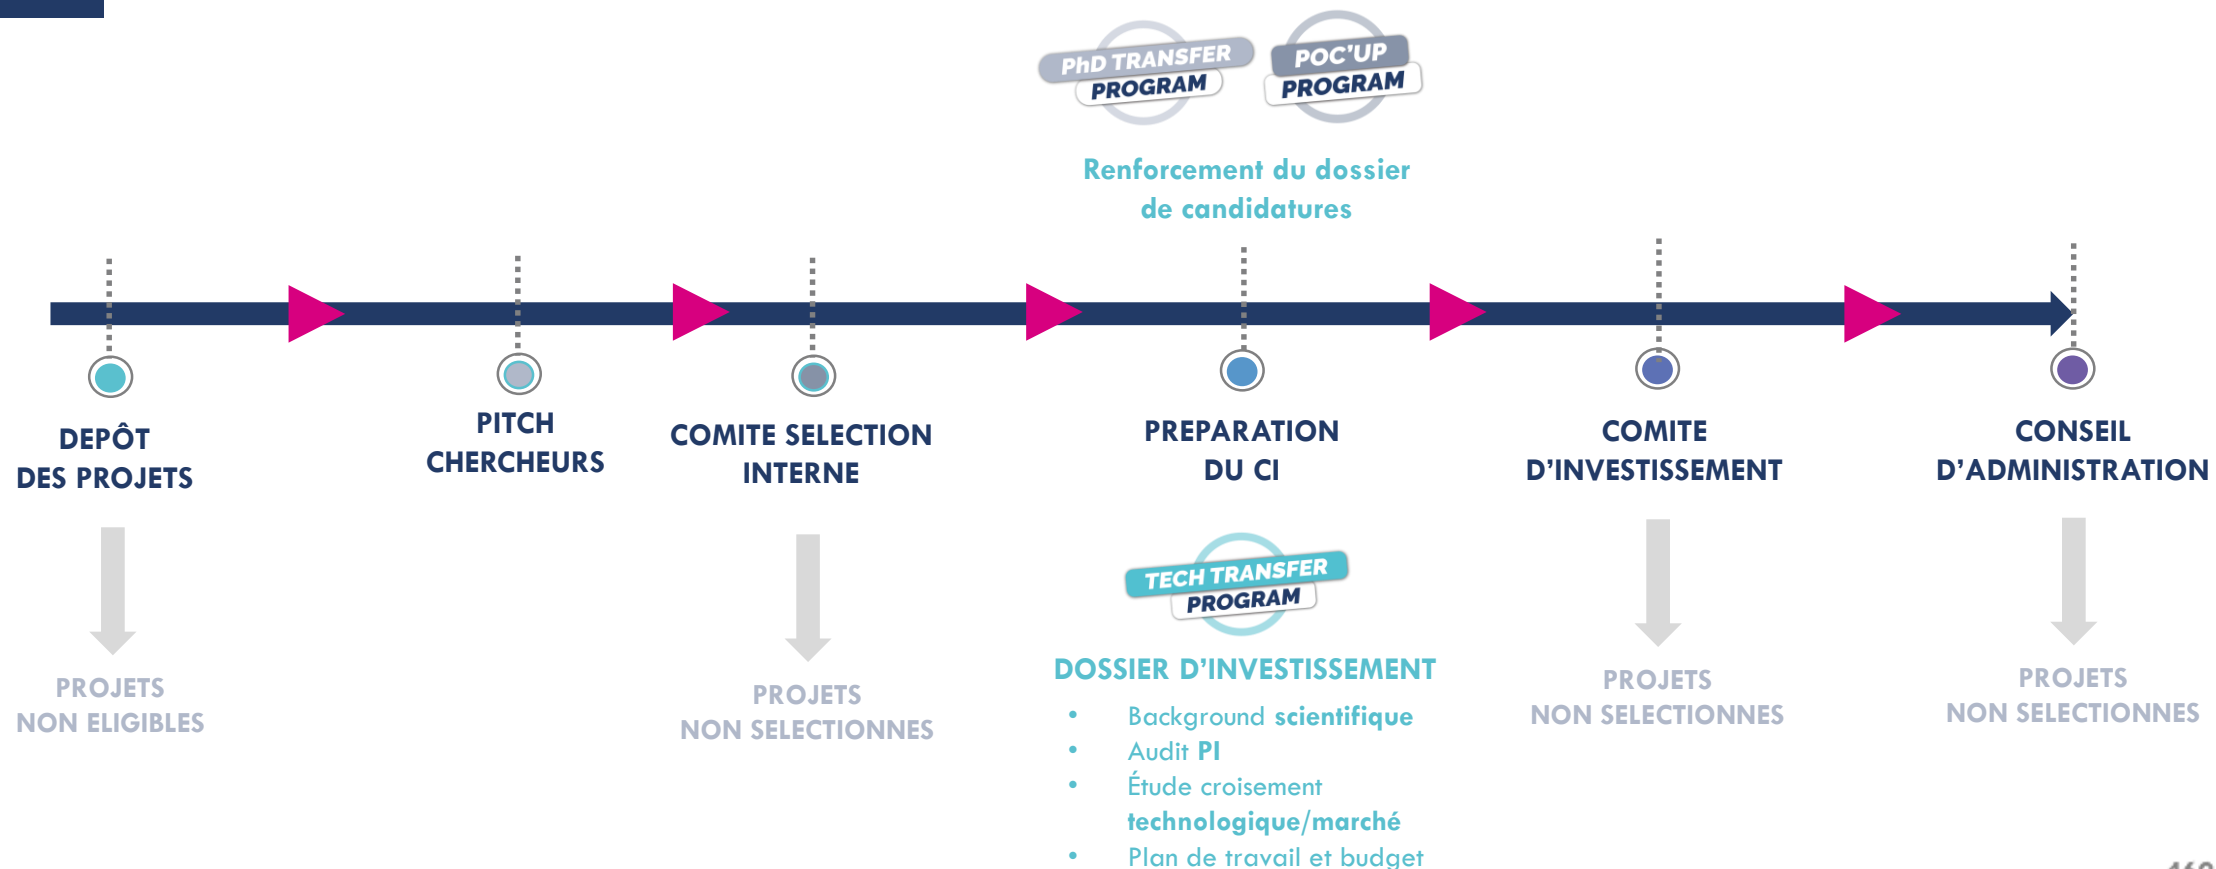 PhD TRANSFER
PROGRAM
POC'UP
PROGRAM
Renforcement du dossier
de candidatures
DEPÔT
DES PROJETS
PITCH
CHERCHEURS
COMITE SELECTION
INTERNE
PREPARATION
DU CI
COMITE
D'INVESTISSEMENT
CONSEIL
D'ADMINISTRATION
PROJETS
NON ELIGIBLES
PROJETS
NON SELECTIONNES
TECH TRANSFER
PROGRAM
DOSSIER D'INVESTISSEMENT
• Background scientifique
• Audit PI
• Étude croisement
technologique/marché
• Plan de travail et budget
PROJETS
NON SELECTIONNES
PROJETS
NON SELECTIONNES